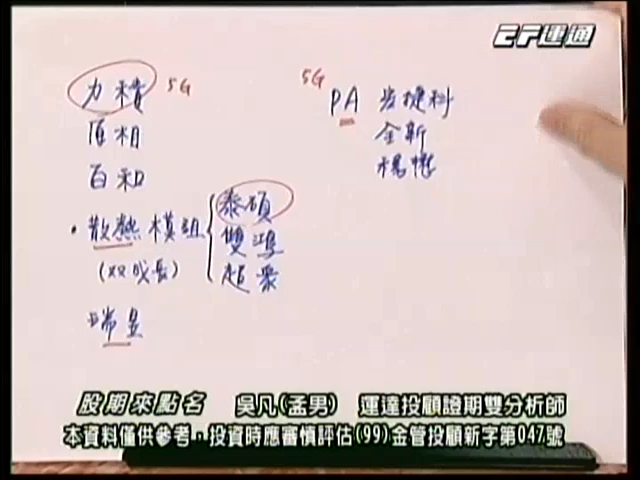 EFF運通
力積 5G
原相
百和
· 散熱模組
(双成長)
泰碩
雙鴻
超眾
瑞昱
5G
PA 宏捷科
全新
穩懋
股期來點名 吳凡(孟男) 運達投顧證期雙分析師
本資料僅供參考，投資時應審慎評估(99)金管投顧新字第047號